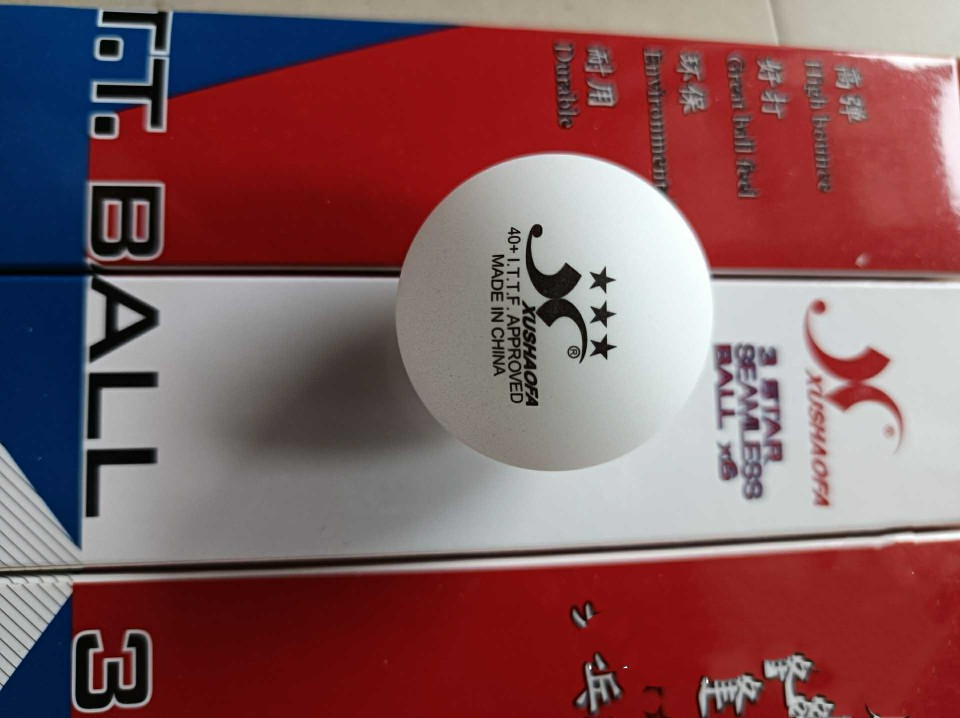 T.T. BALL
高弹
High bounce
好打
Great ball feel
环保
Environment
耐用
Durable
XUSHAOFA
®
40+ I.T.T.F. APPROVED
MADE IN CHINA
XUSHAOFA
®
3 STAR
SEAMLESS
BALL x6
3